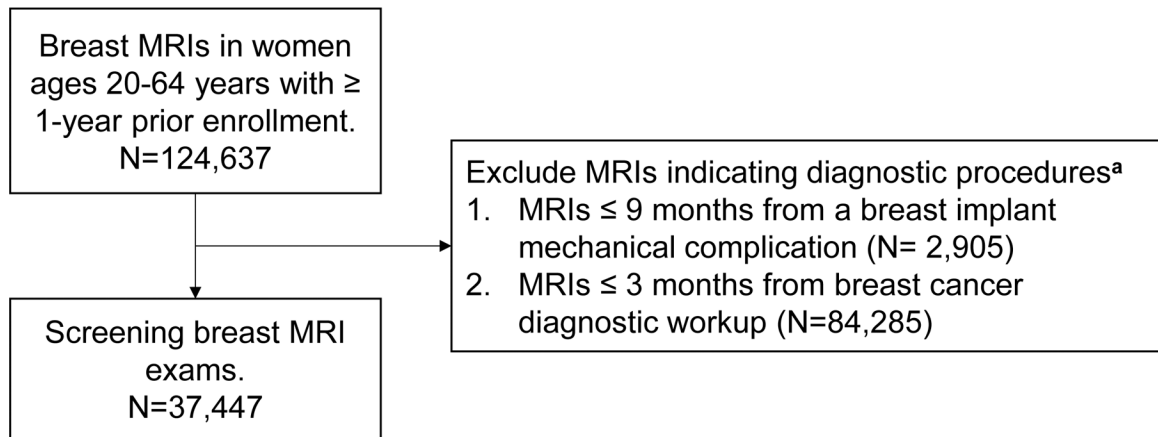 Breast MRIs in women
ages 20-64 years with ≥
1-year prior enrollment.
N=124,637
Exclude MRIs indicating diagnostic proceduresᵃ
1. MRIs ≤ 9 months from a breast implant
mechanical complication (N= 2,905)
2. MRIs ≤ 3 months from breast cancer
diagnostic workup (N=84,285)
Screening breast MRI
exams.
N=37,447